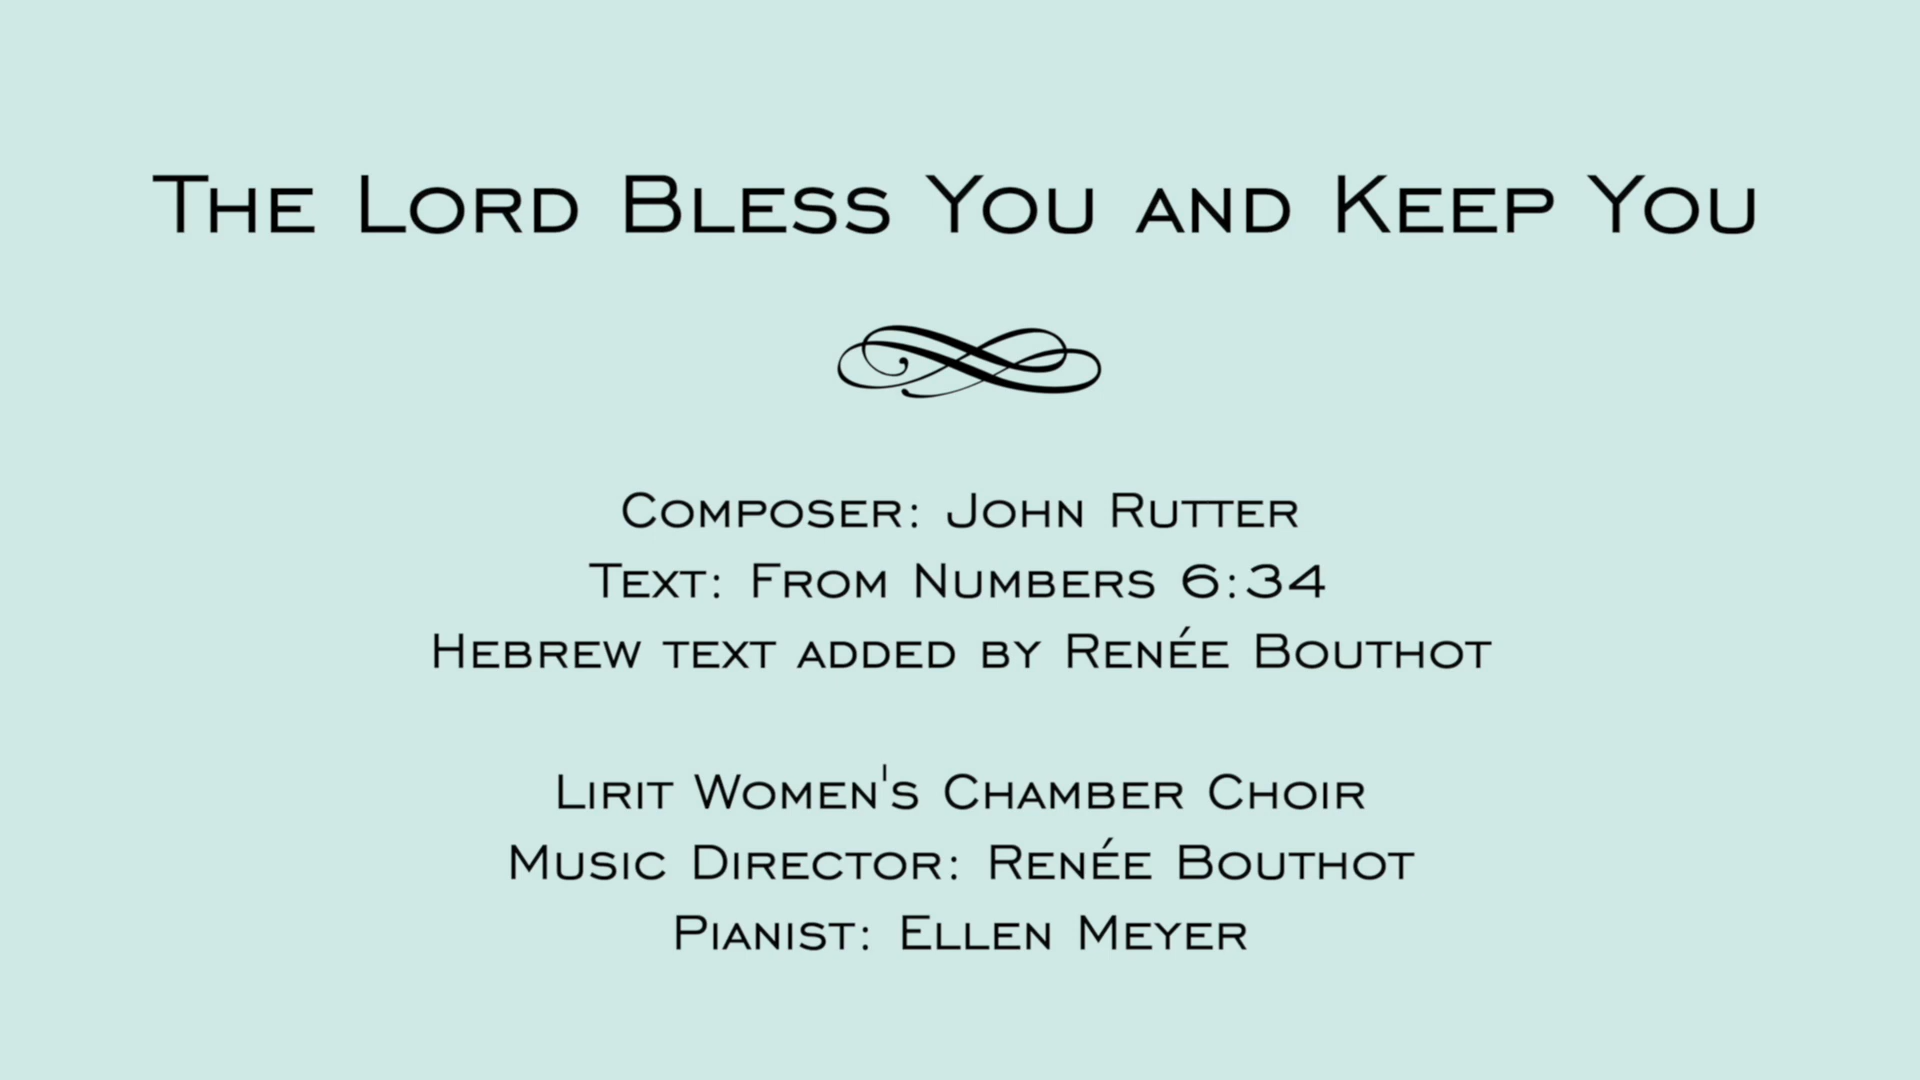 The Lord Bless You and Keep You
Composer: John Rutter
Text: From Numbers 6:34
Hebrew text added by Renée Bouthot
Lirit Women's Chamber Choir
Music Director: Renée Bouthot
Pianist: Ellen Meyer